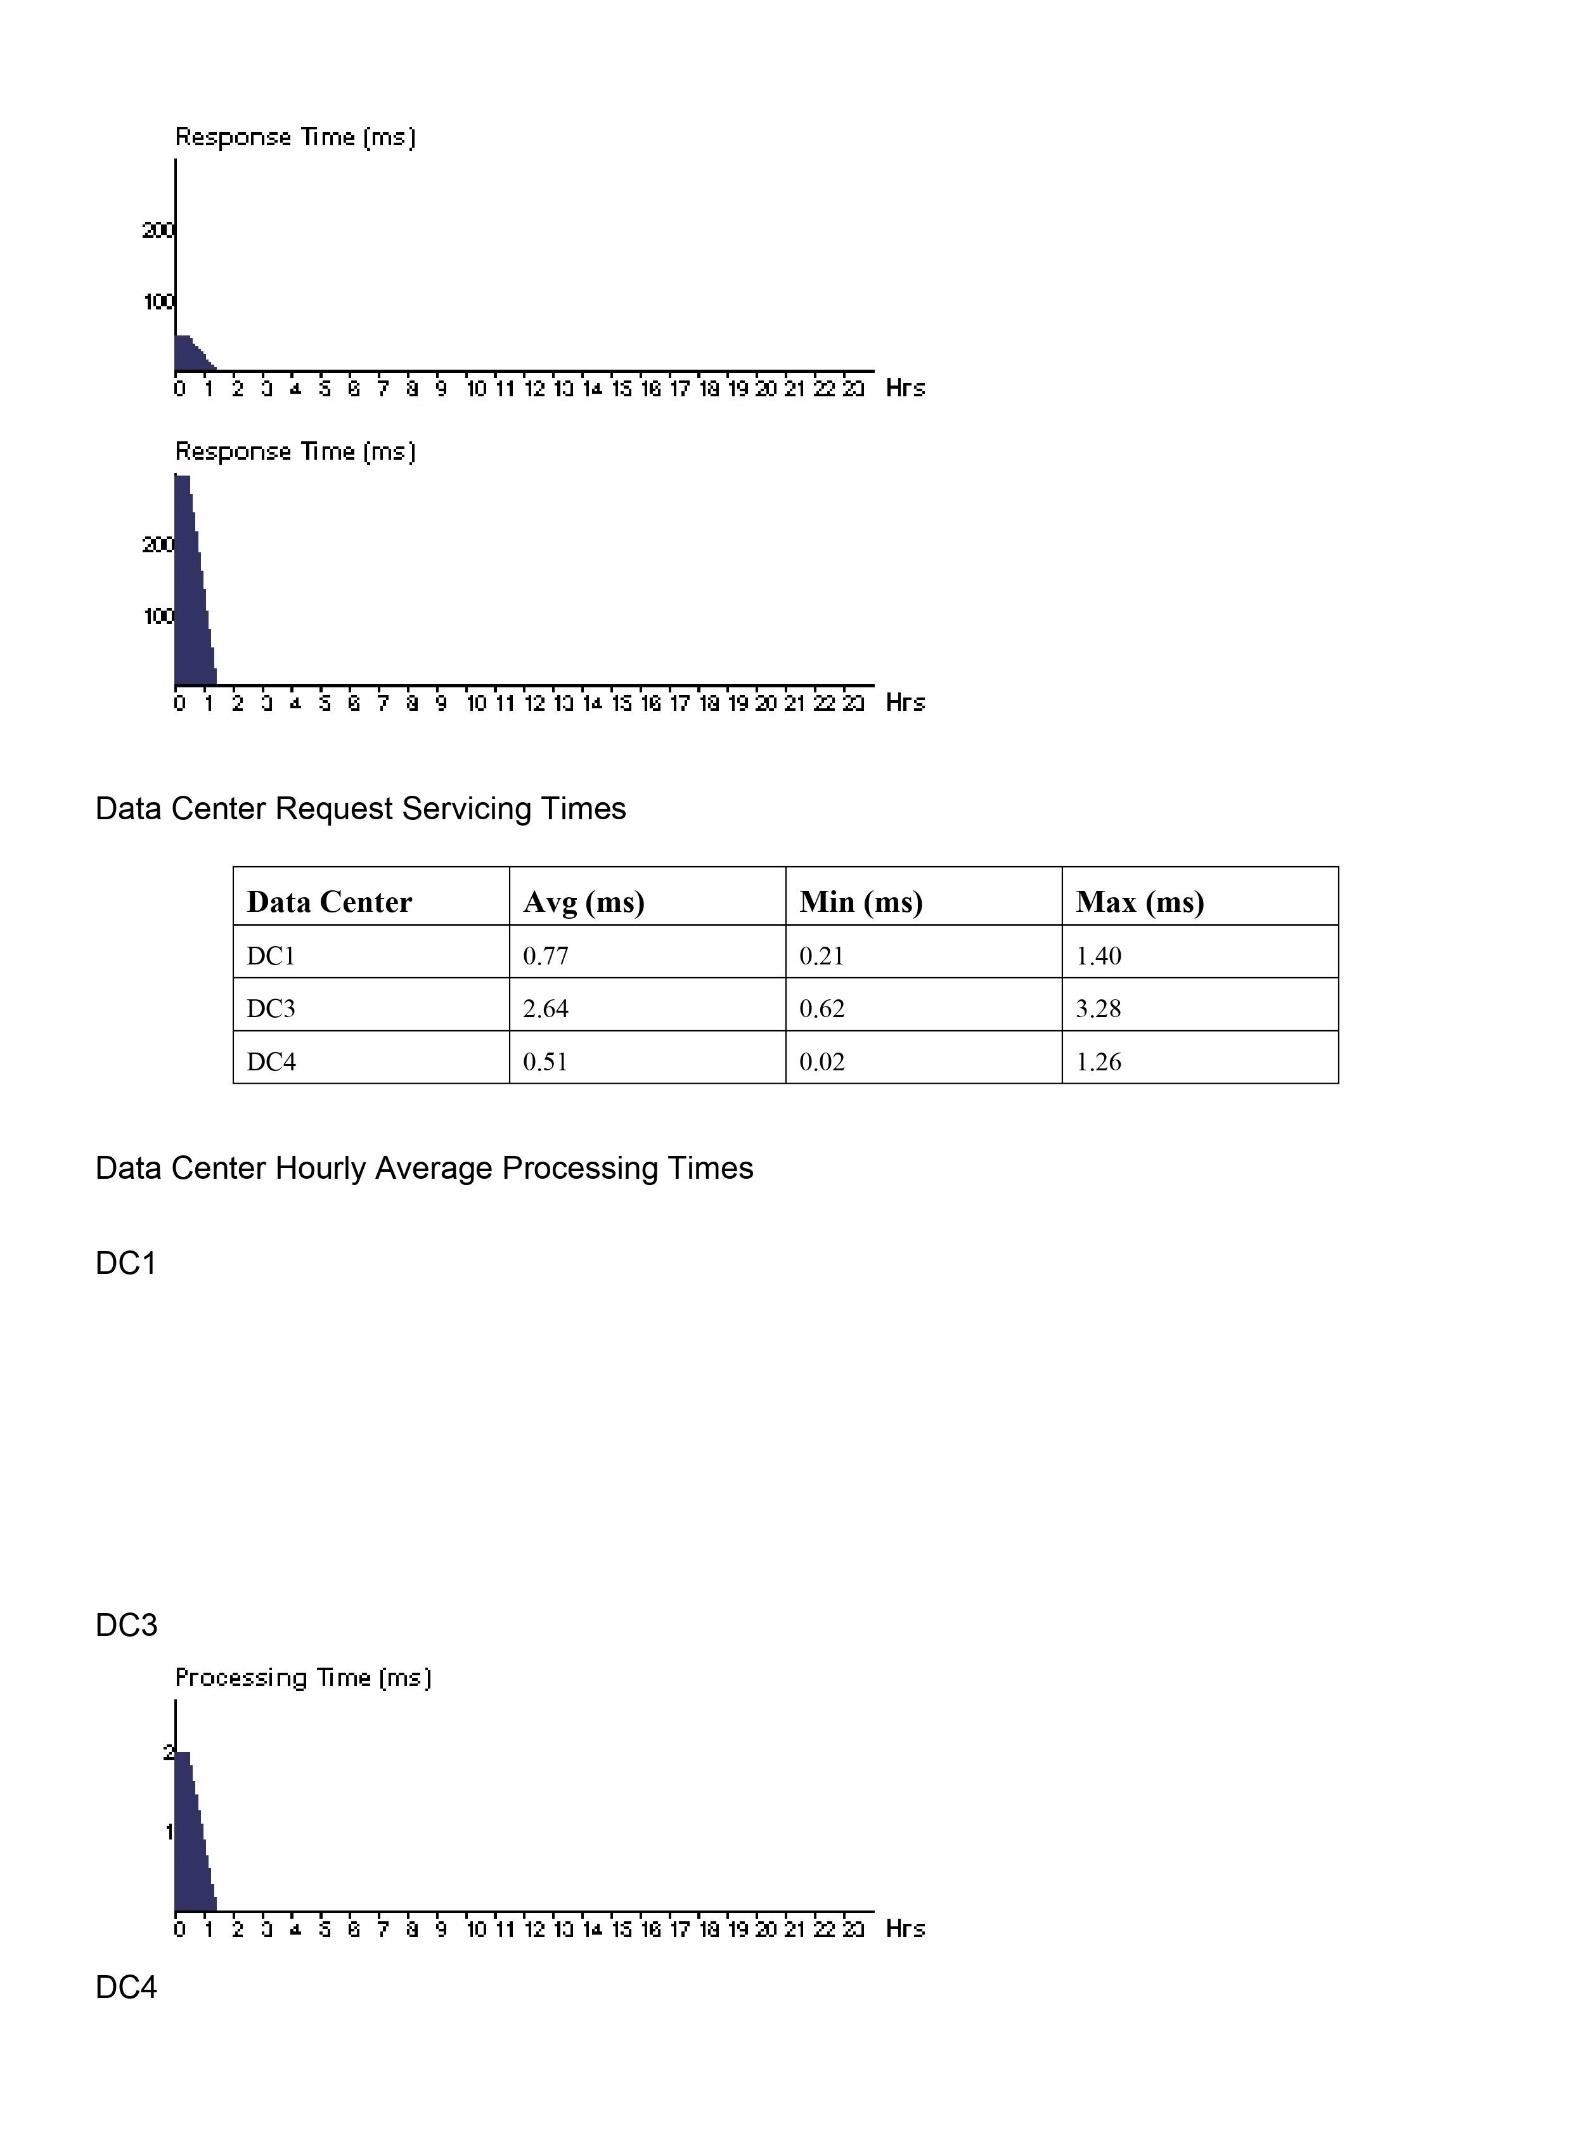 Response Time (ms)
200
100
0 1 2 3 4 5 6 7 8 9 10 11 12 13 14 15 16 17 18 19 20 21 22 23 Hrs
Response Time (ms)
200
100
0 1 2 3 4 5 6 7 8 9 10 11 12 13 14 15 16 17 18 19 20 21 22 23 Hrs
Data Center Request Servicing Times
Data Center Avg (ms) Min (ms) Max (ms)
DC1 0.77 0.21 1.40
DC3 2.64 0.62 3.28
DC4 0.51 0.02 1.26
Data Center Hourly Average Processing Times
DC1
DC3
Processing Time (ms)
2
1
0 1 2 3 4 5 6 7 8 9 10 11 12 13 14 15 16 17 18 19 20 21 22 23 Hrs
DC4